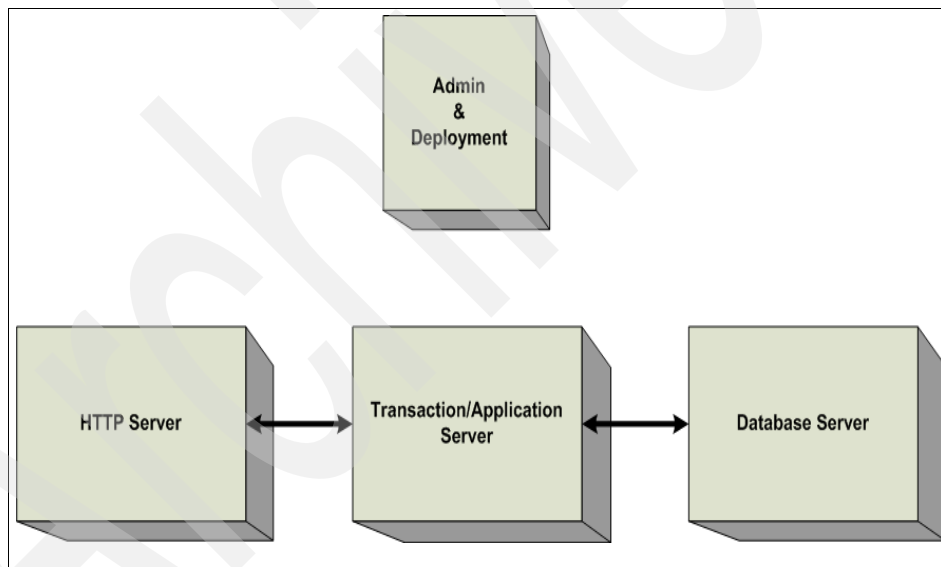 Admin
&
Deployment
HTTP Server
Transaction/Application
Server
Database Server